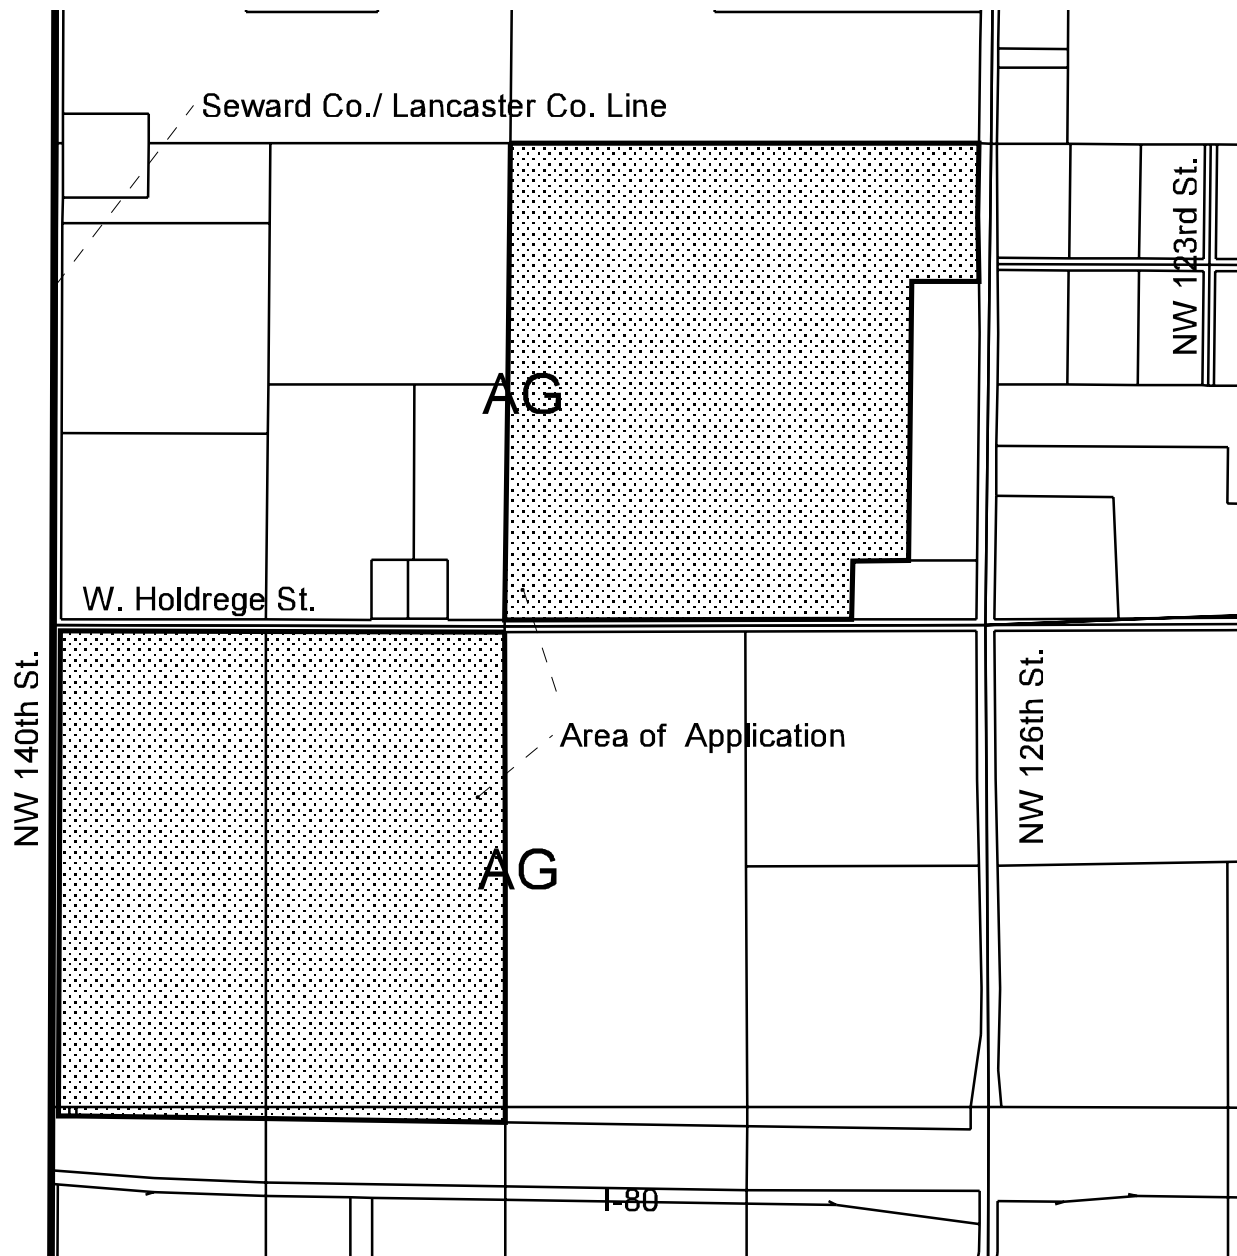 Seward Co./ Lancaster Co. Line
NW 123rd St.
AG
W. Holdrege St.
NW 140th St.
NW 126th St.
Area of Application
AG
I-80